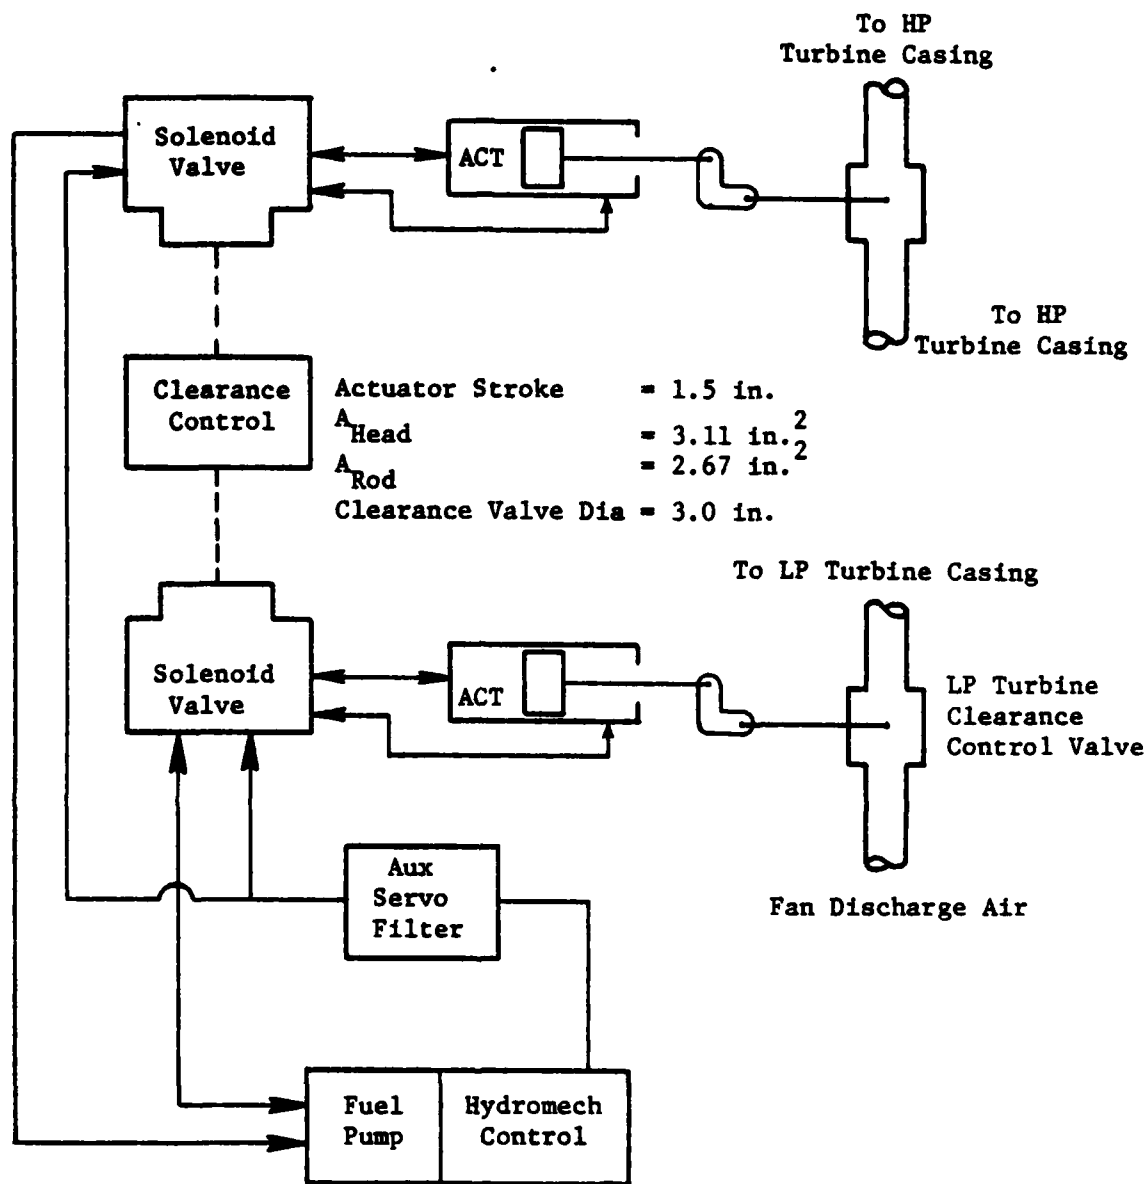 To HP
Turbine Casing
Solenoid
Valve
ACT
To HP
Turbine Casing
Clearance
Control
Actuator Stroke = 1.5 in.
A Head = 3.11 in.2
A Rod = 2.67 in.2
Clearance Valve Dia = 3.0 in.
To LP Turbine Casing
Solenoid
Valve
ACT
LP Turbine
Clearance
Control Valve
Aux
Servo
Filter
Fan Discharge Air
Fuel
Pump
Hydromech
Control